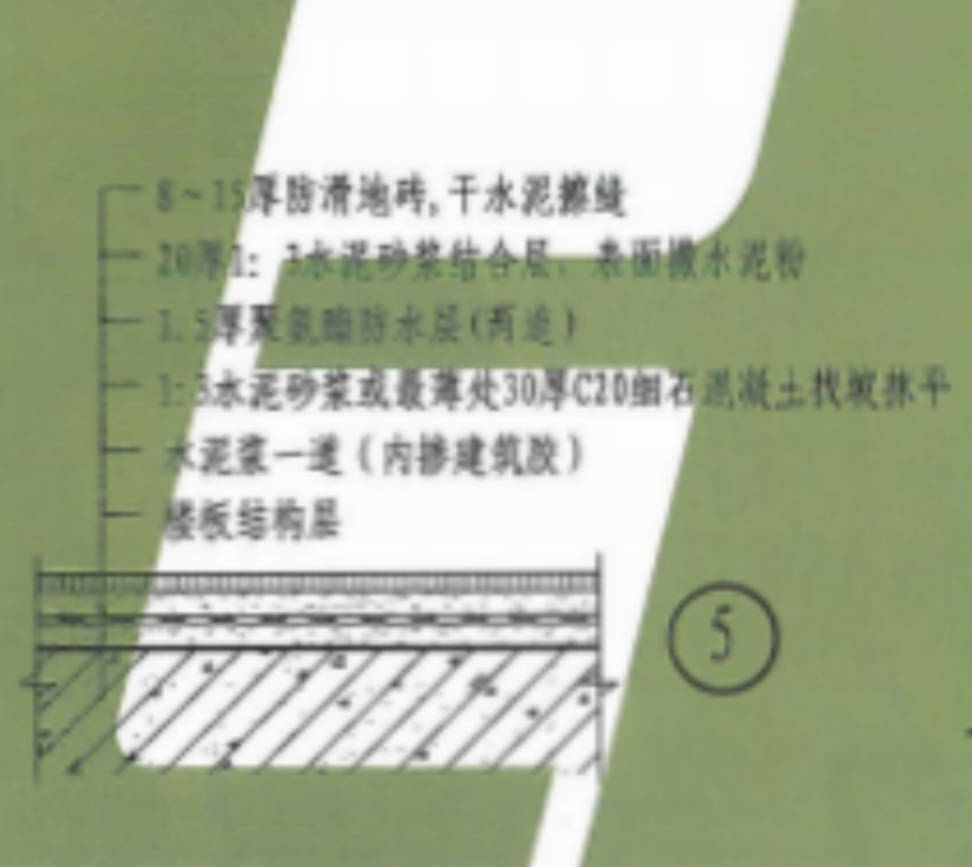 8~15厚防滑地砖,干水泥擦缝
20厚1:3水泥砂浆结合层、表面撒水泥粉
1.5厚聚氨酯防水层(两道)
1:3水泥砂浆或最薄处30厚C20细石混凝土找坡抹平
水泥浆一道(内掺建筑胶)
楼板结构层
5